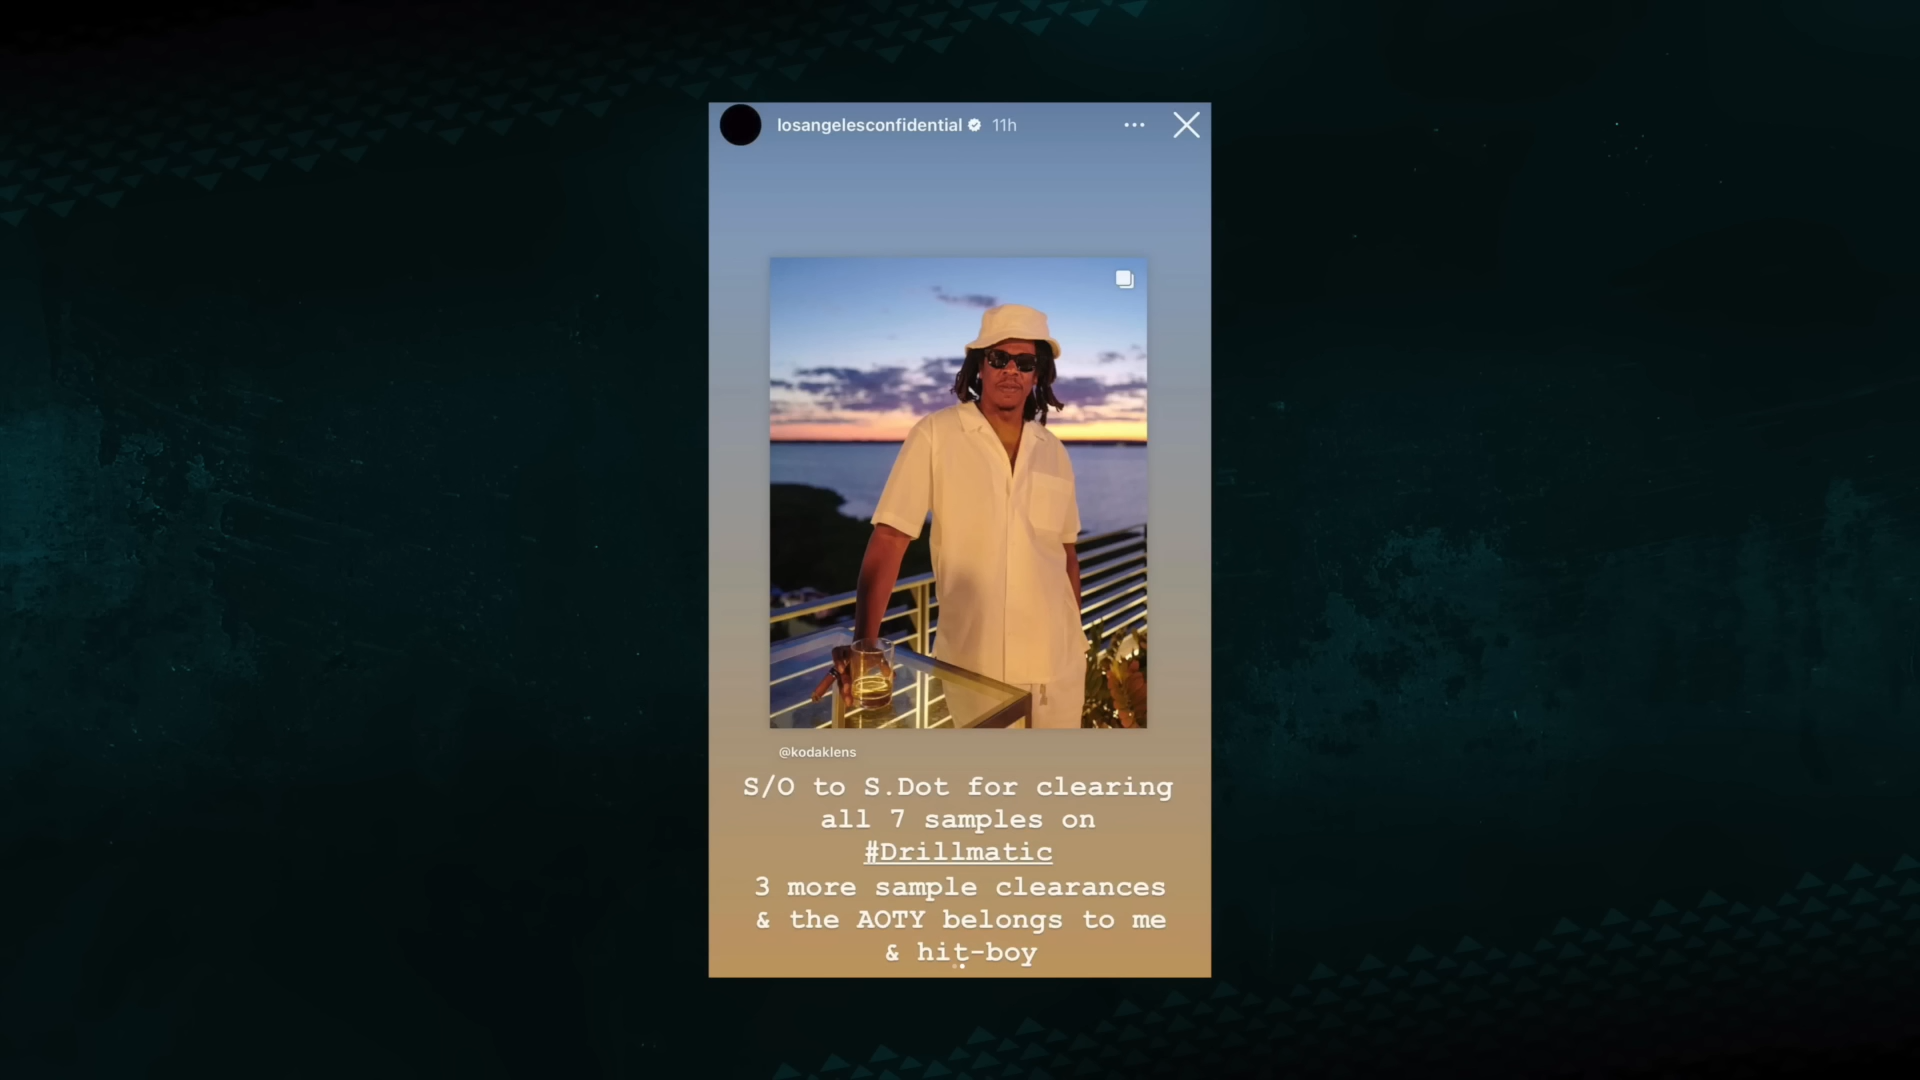 losangelesconfidential 11h
@kodaklens
S/O to S.Dot for clearing
all 7 samples on
#Drillmatic
3 more sample clearances
& the AOTY belongs to me
& hit-boy